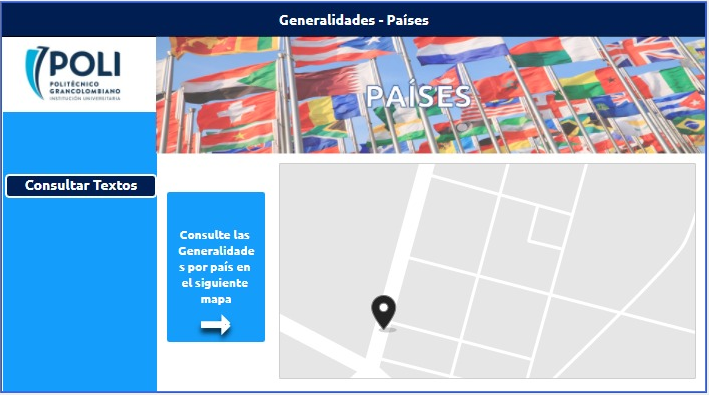 Generalidades - Países
POLI
POLITÉCNICO
GRANCOLOMBIANO
INSTITUCIÓN UNIVERSITARIA
PAÍSES
Consultar Textos
Consulte las
Generalidade
s por país en
el siguiente
mapa